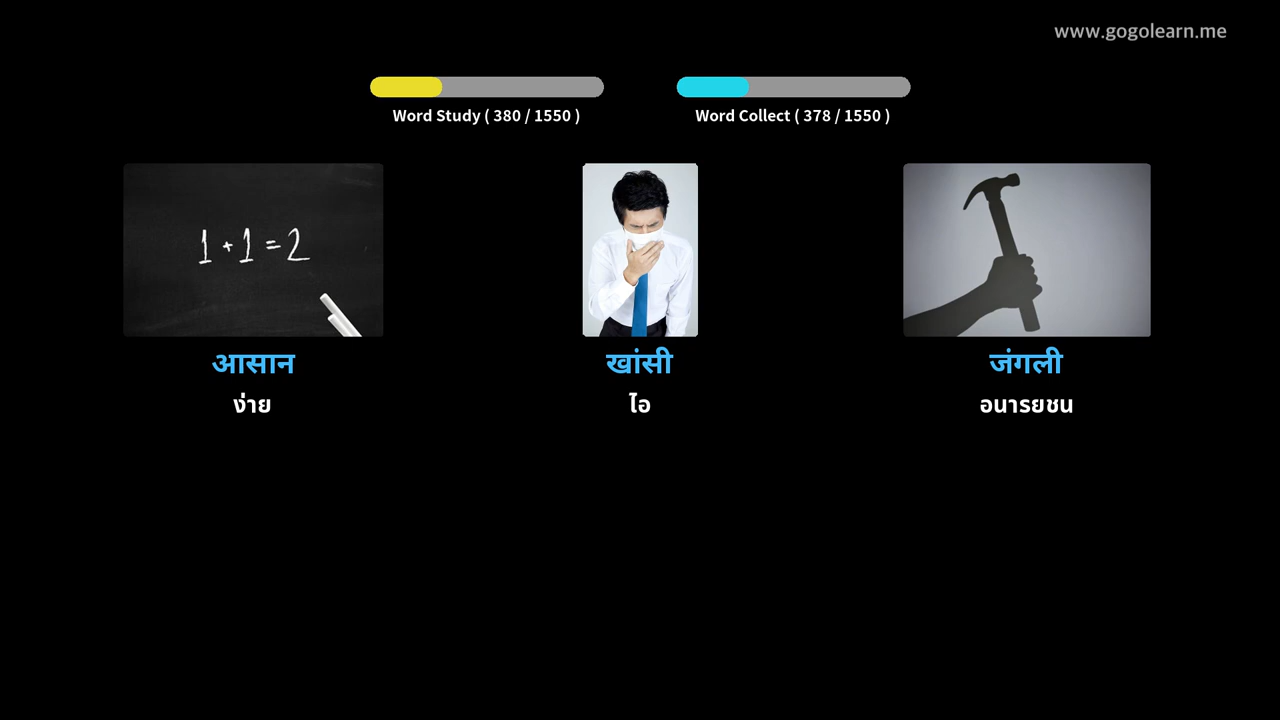 www.gogolearn.me
Word Study ( 380 / 1550 )
Word Collect ( 378 / 1550 )
1 + 1 = 2
आसान
खांसी
जंगली
ง่าย
ไอ
อนารยชน